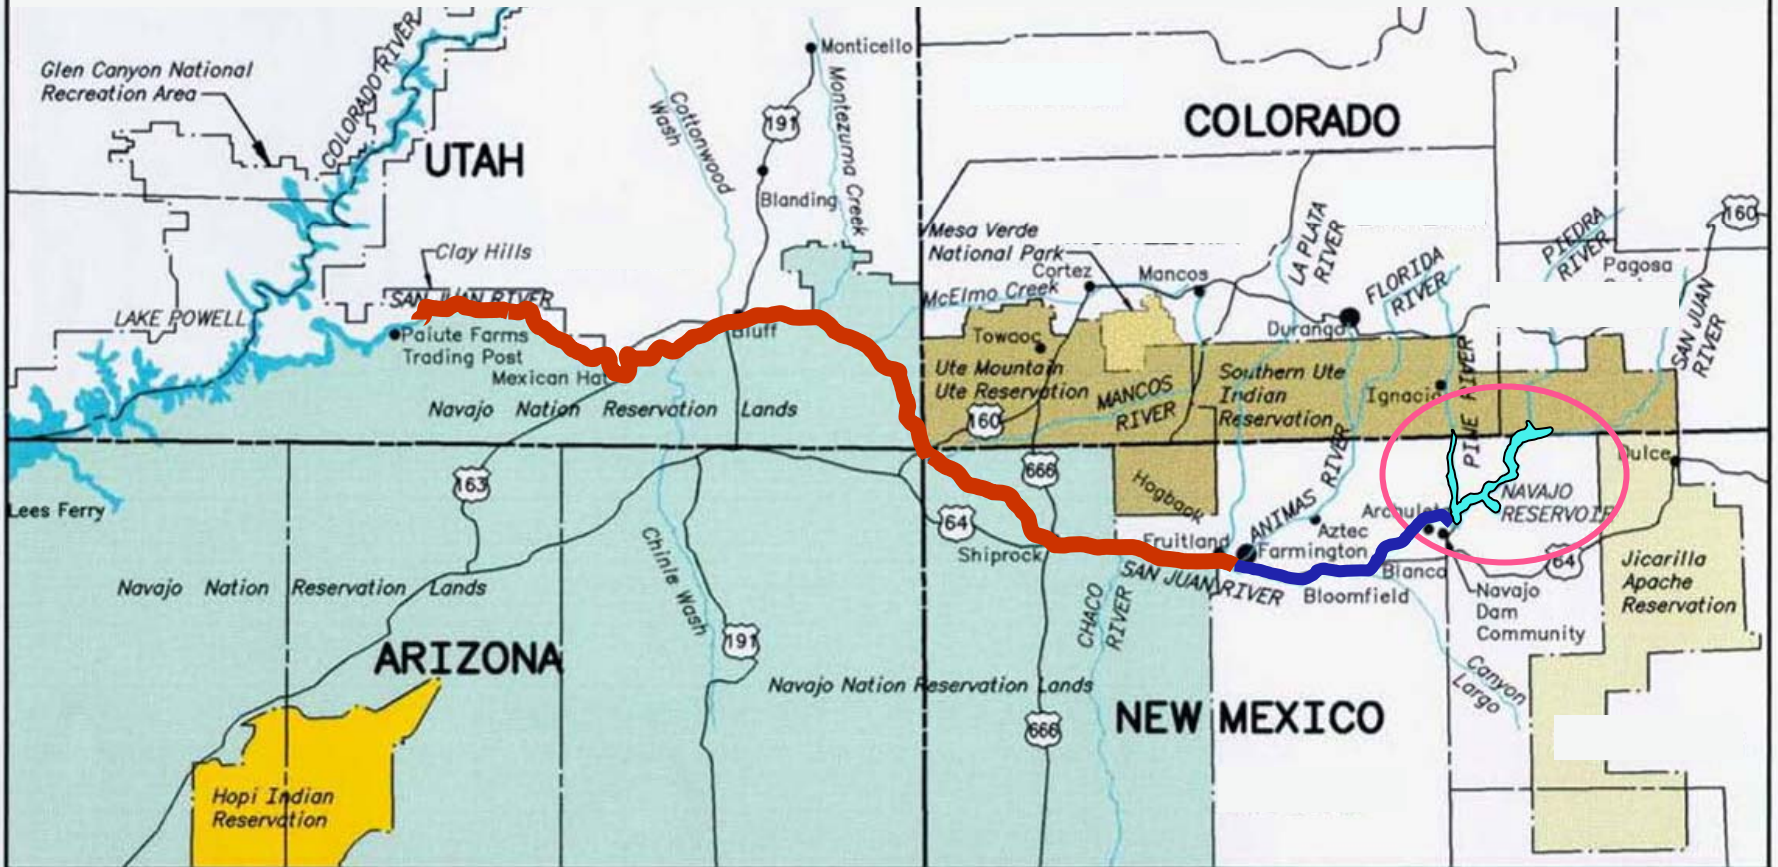 Monticello
Glen Canyon National
Recreation Area
COLORADO RIVER
UTAH
Cottonwood
Wash
191
Montezuma Creek
Blanding
COLORADO
Mesa Verde
National Park
Cortez
Mancos
McElmo Creek
LA PLATA
RIVER
FLORIDA
RIVER
PIEDRA
RIVER
160
Pagosa
SAN JUAN
RIVER
Clay Hills
SAN JUAN RIVER
LAKE POWELL
Paiute Farms
Trading Post
Mexican Hat
Bluff
Navajo Nation Reservation Lands
Towaoc
Ute Mountain
Ute Reservation
160
MANCOS
RIVER
Durango
Southern Ute
Indian
Reservation
Ignacio
PINE RIVER
Dulce
Lees Ferry
163
666
64
Shiprock
Hogback
Fruitland
ANIMAS RIVER
Aztec
Farmington
Archuleta
NAVAJO
RESERVOIR
Blanco
64
Bloomfield
Navajo
Dam
Community
Jicarilla
Apache
Reservation
SAN JUAN RIVER
CHACO
RIVER
Canyon
Largo
Chinle Wash
191
Navajo Nation Reservation Lands
ARIZONA
Navajo Nation Reservation Lands
666
NEW MEXICO
Hopi Indian
Reservation